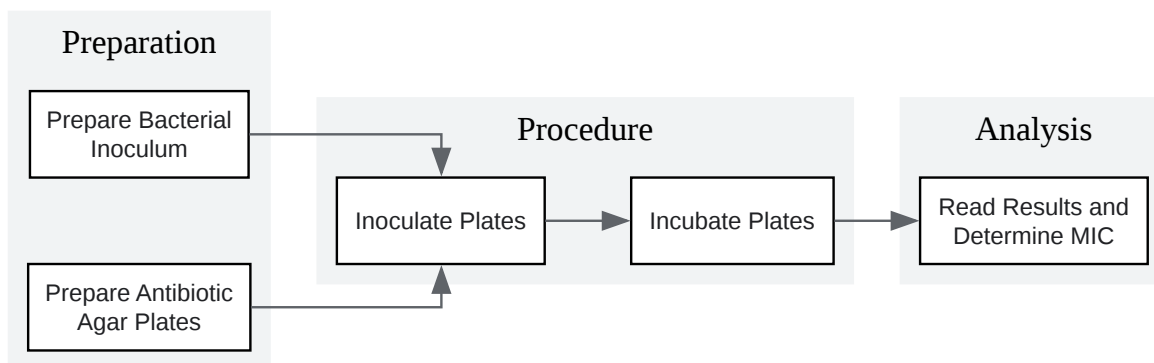 Preparation
Prepare Bacterial
Inoculum
Prepare Antibiotic
Agar Plates
Procedure
Inoculate Plates
Incubate Plates
Analysis
Read Results and
Determine MIC